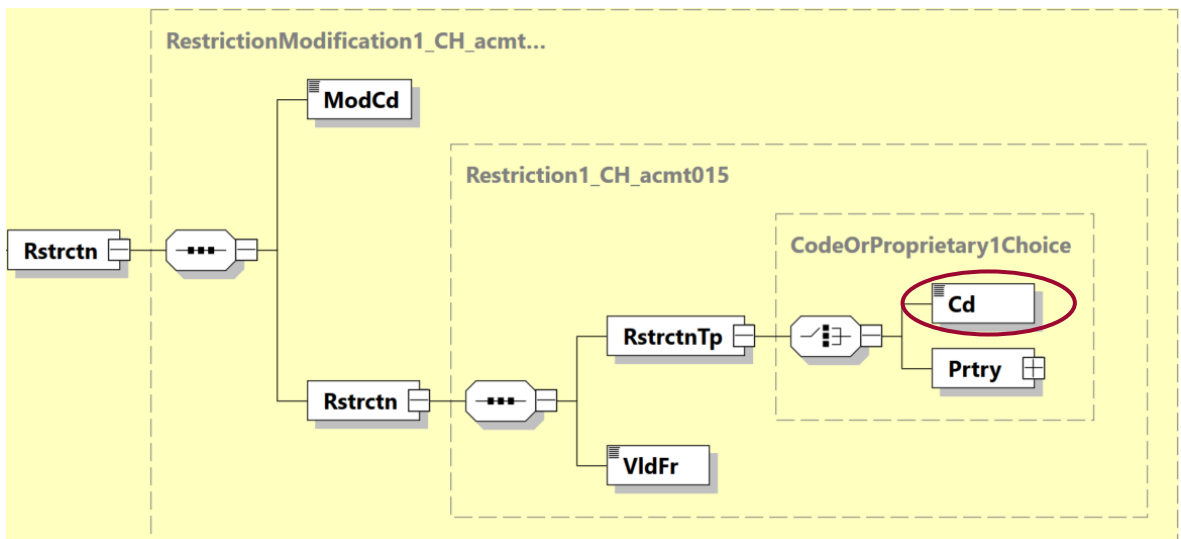 RestrictionModification1_CH_acmt...
ModCd
Restriction1_CH_acmt015
CodeOrProprietary1Choice
Rstrctn
Cd
RstrctnTp
Prtry
Rstrctn
VldFr